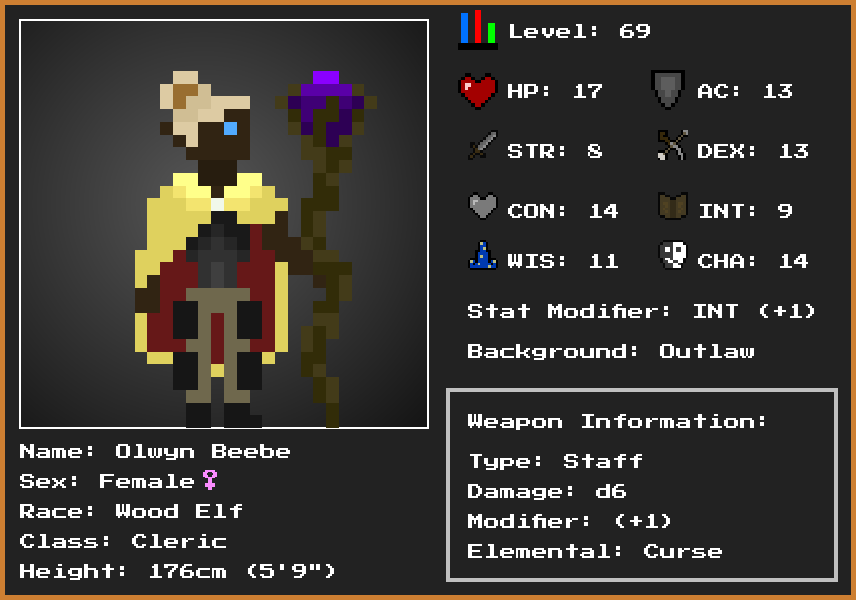 Level: 69
HP: 17 AC: 13
STR: 8 DEX: 13
CON: 14 INT: 9
WIS: 11 CHA: 14
Stat Modifier: INT (+1)
Background: Outlaw
Weapon Information:
Type: Staff
Damage: d6
Modifier: (+1)
Elemental: Curse
Name: Olwyn Beebe
Sex: Female♀
Race: Wood Elf
Class: Cleric
Height: 176cm (5'9")